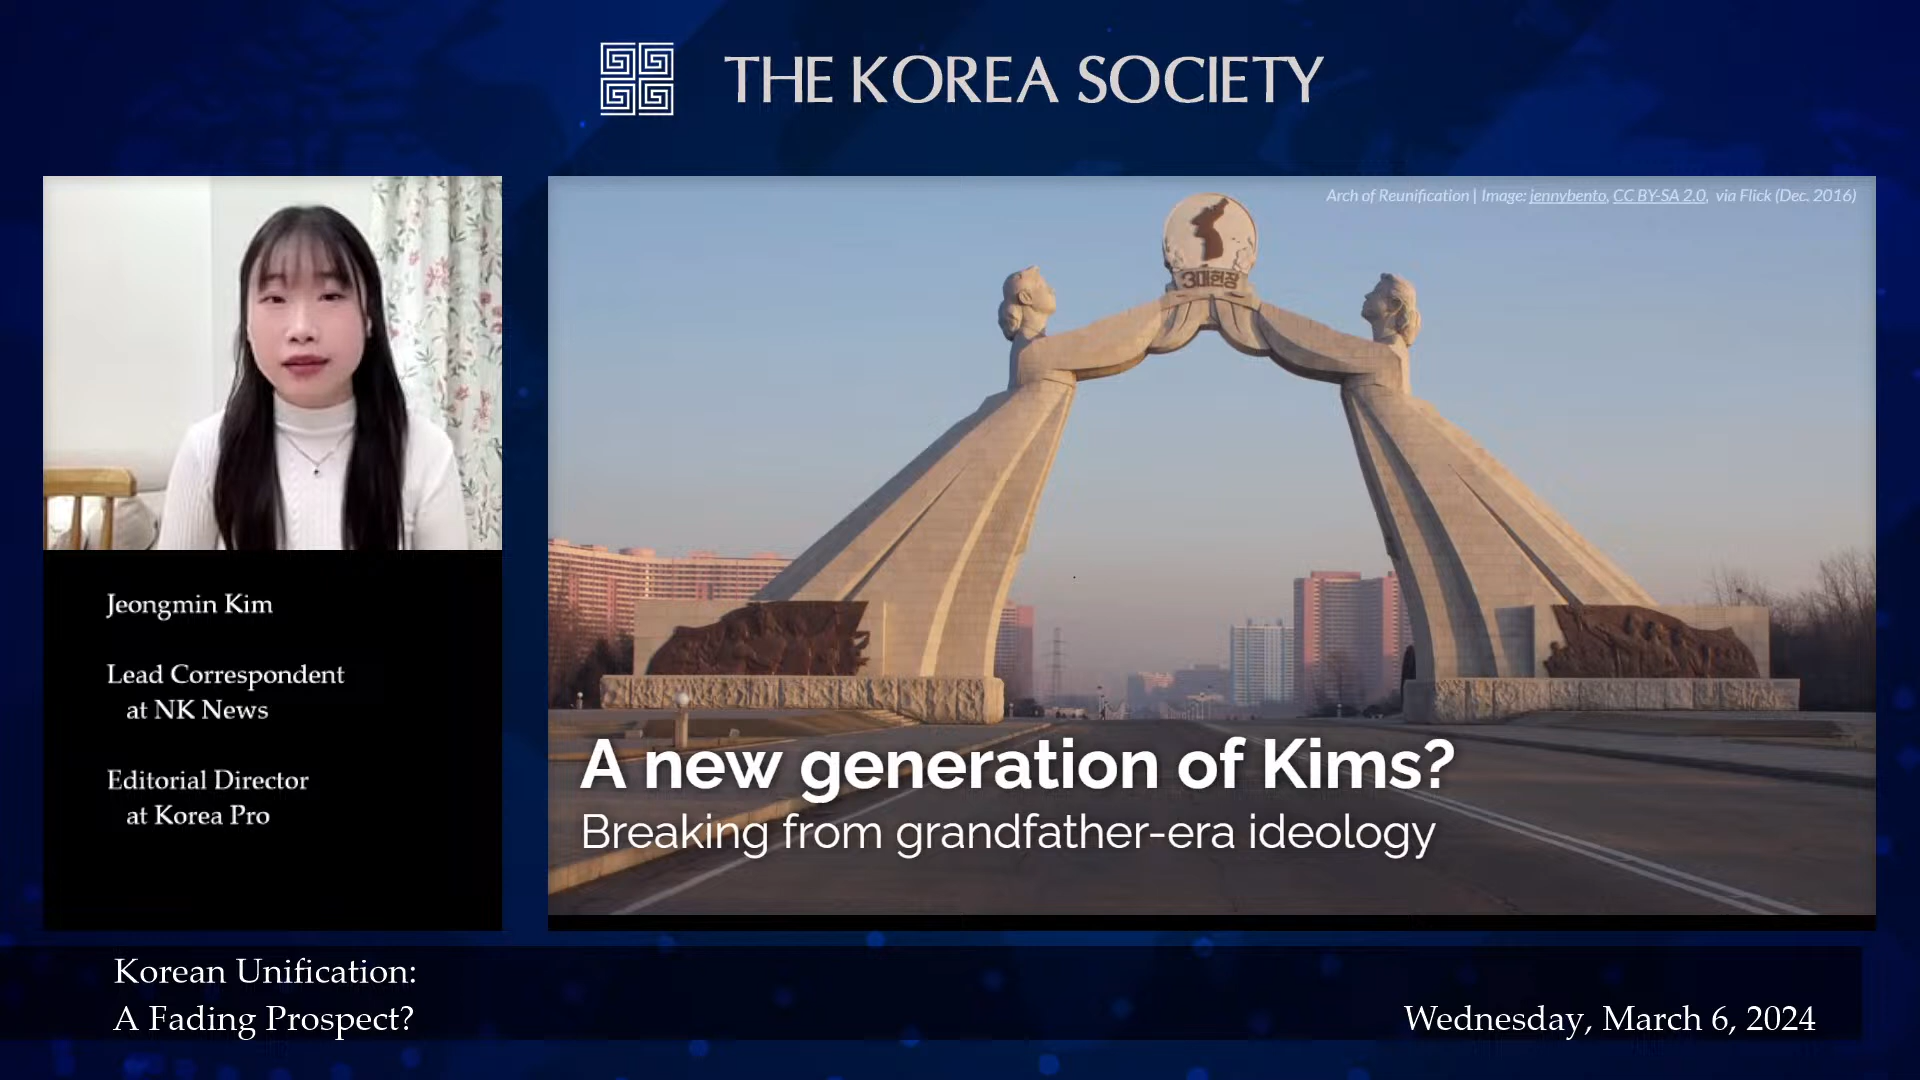 THE KOREA SOCIETY
Arch of Reunification | Image: jennybento, CC BY-SA 2.0, via Flick (Dec. 2016)
3대헌장
Jeongmin Kim
Lead Correspondent
at NK News
Editorial Director
at Korea Pro
A new generation of Kims?
Breaking from grandfather-era ideology
Korean Unification:
A Fading Prospect?
Wednesday, March 6, 2024